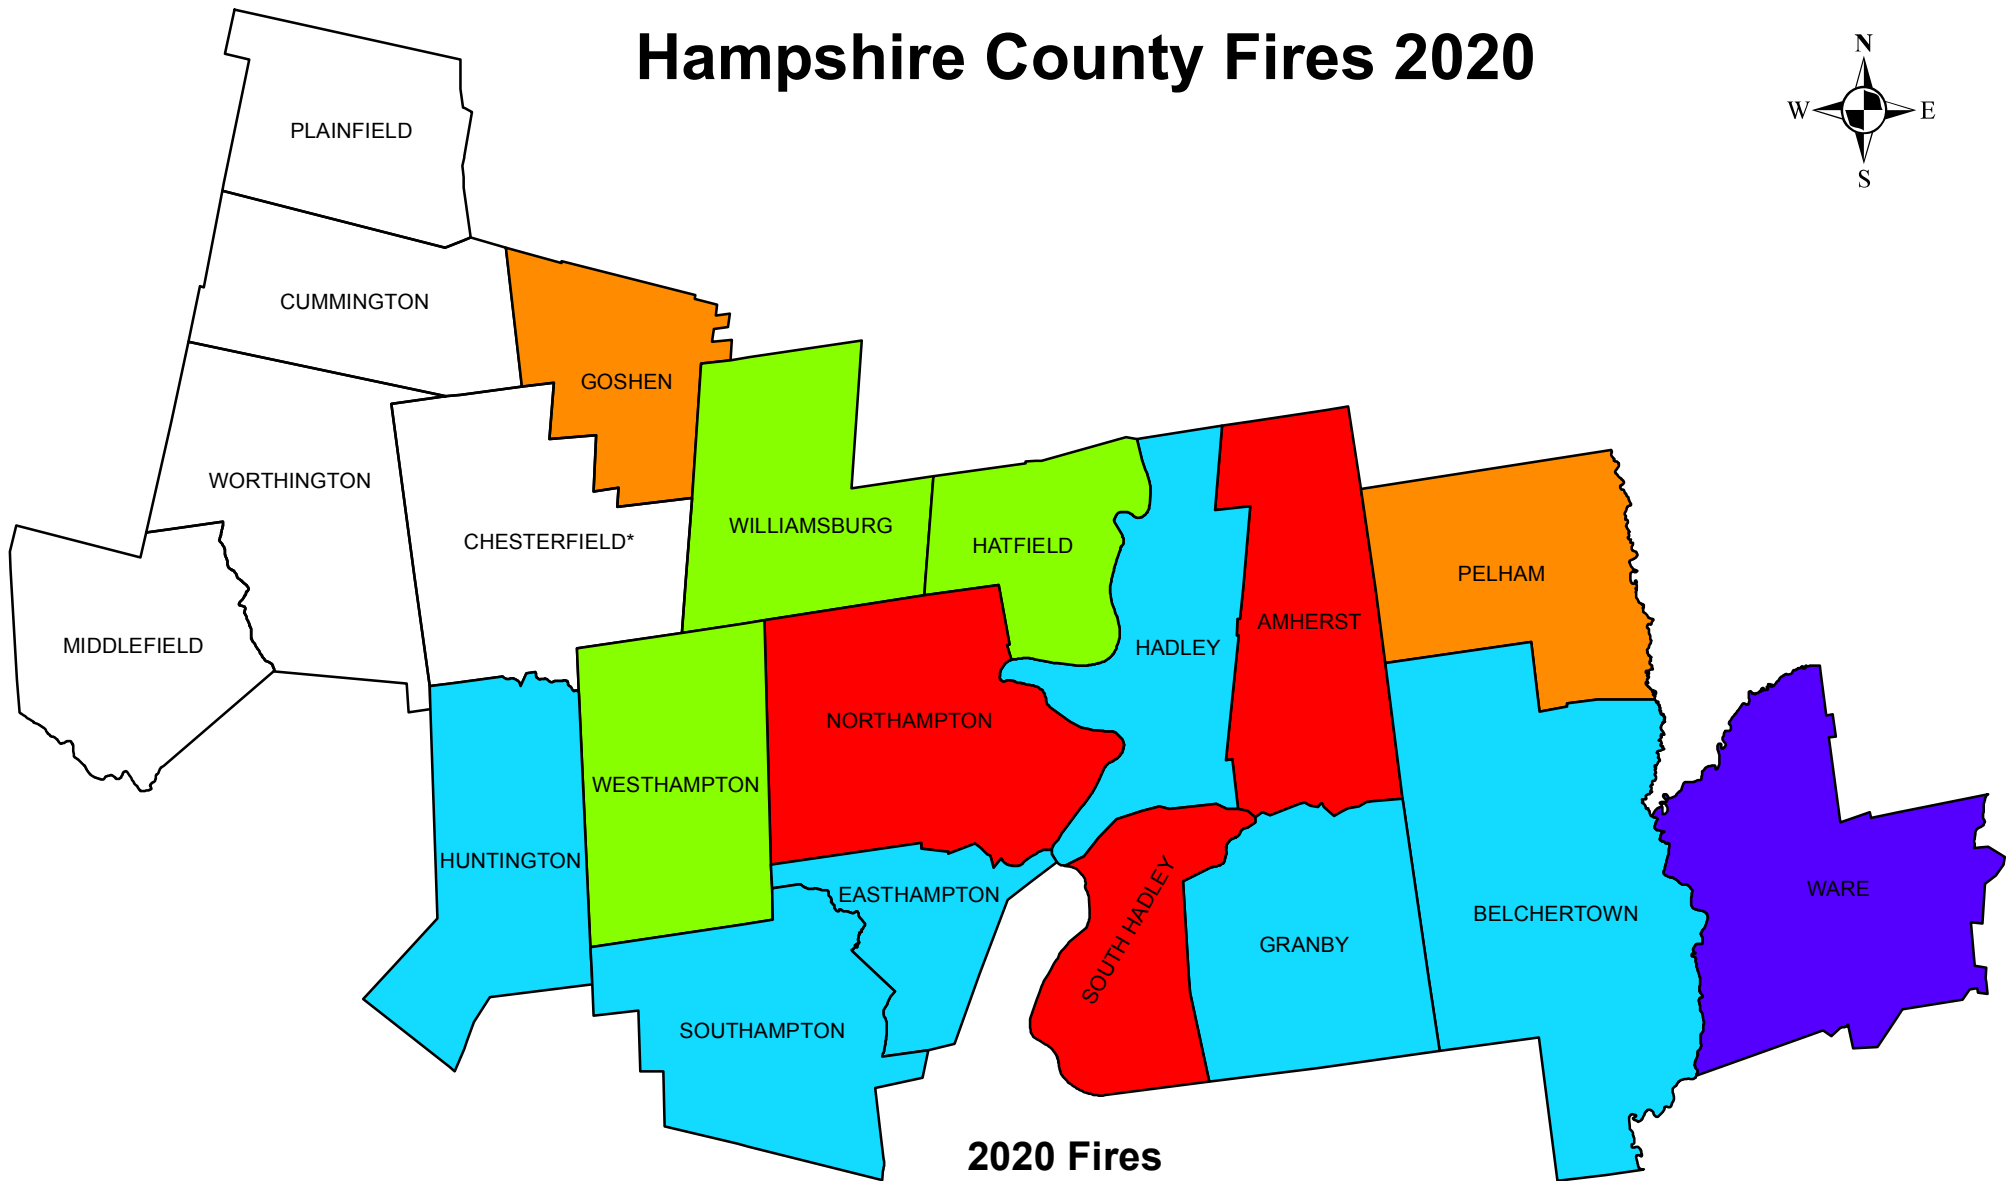 Hampshire County Fires 2020
N
W E
S
PLAINFIELD
CUMMINGTON
GOSHEN
WORTHINGTON
CHESTERFIELD*
WILLIAMSBURG
HATFIELD
PELHAM
AMHERST
MIDDLEFIELD
HADLEY
NORTHAMPTON
WESTHAMPTON
HUNTINGTON
EASTHAMPTON
WARE
SOUTH HADLEY
BELCHERTOWN
GRANBY
SOUTHAMPTON
2020 Fires